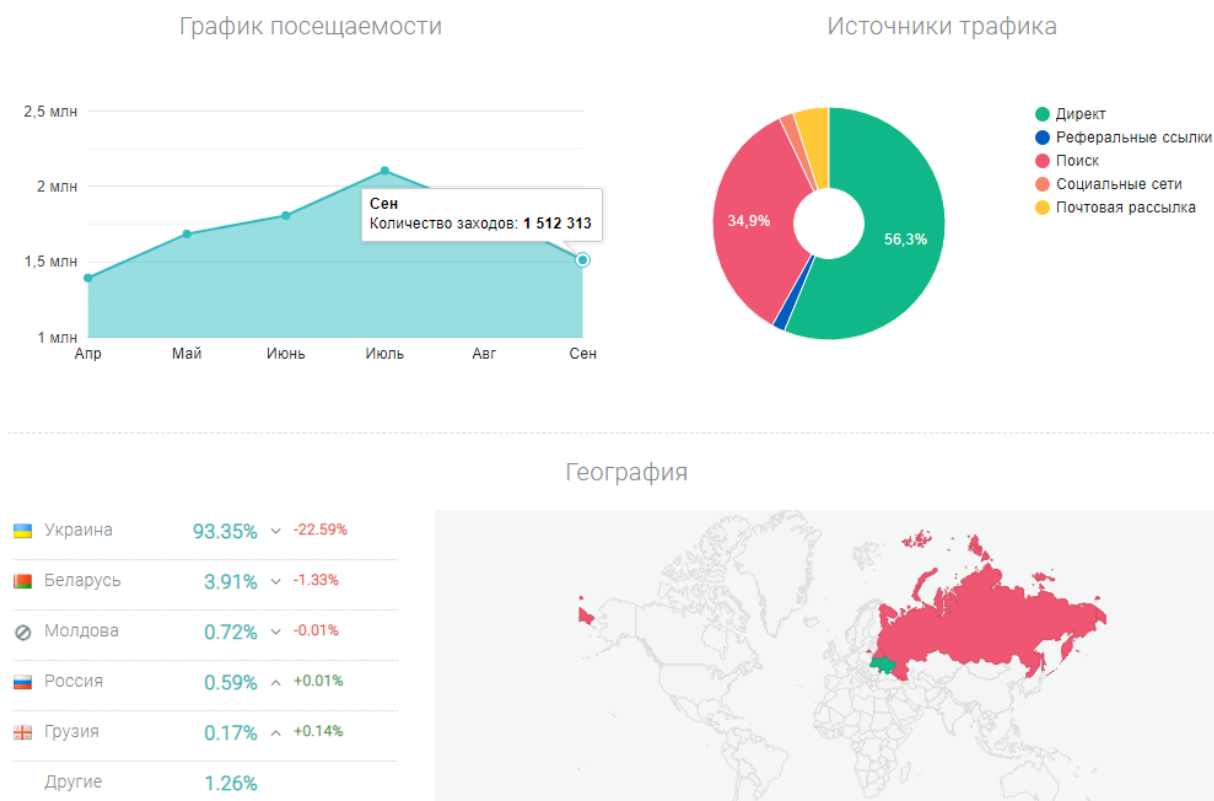 График посещаемости
Источники трафика
2,5 млн
2 млн
1,5 млн
1 млн
Сен
Количество заходов: 1 512 313
Апр
Май
Июнь
Июль
Авг
Сен
34,9%
56,3%
Директ
Реферальные ссылки
Поиск
Социальные сети
Почтовая рассылка
География
Украина 93.35% -22.59%
Беларусь 3.91% -1.33%
Молдова 0.72% -0.01%
Россия 0.59% +0.01%
Грузия 0.17% +0.14%
Другие 1.26%